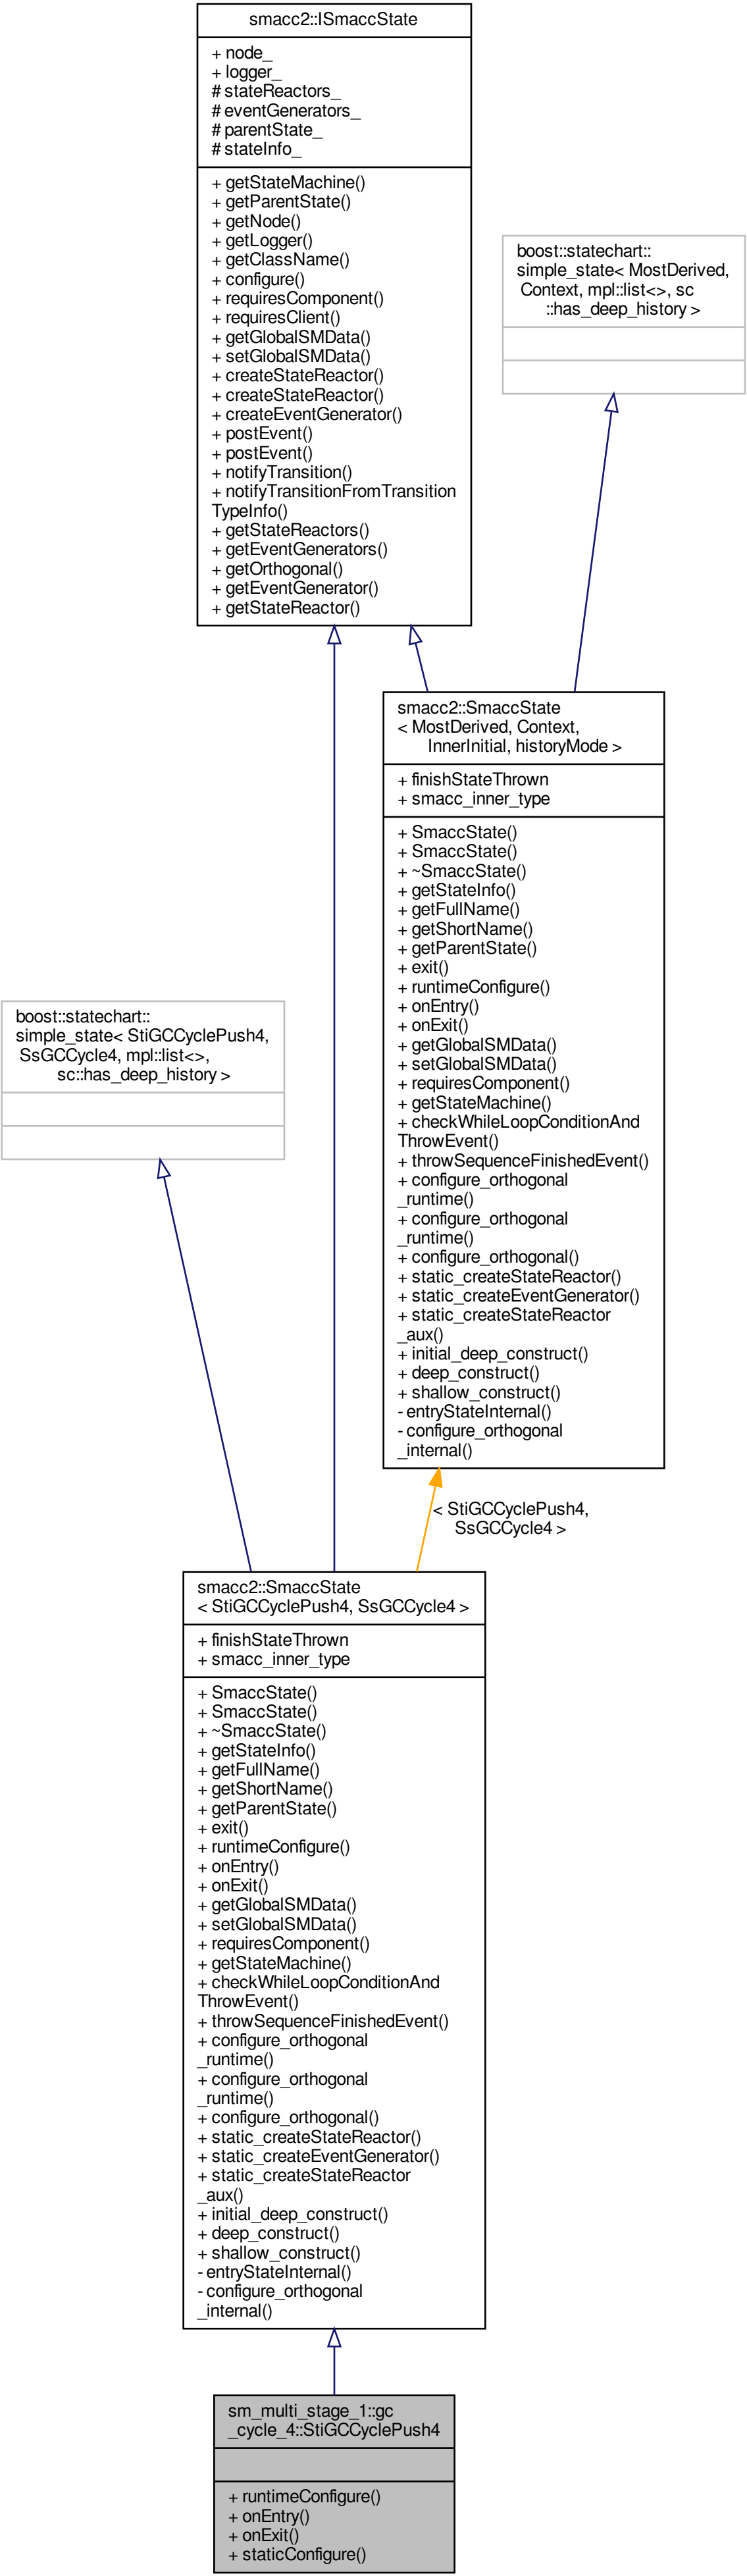 smacc2::ISmaccState
+ node_
+ logger_
# stateReactors_
# eventGenerators_
# parentState_
# stateInfo_
+ getStateMachine()
+ getParentState()
+ getNode()
+ getLogger()
+ getClassName()
+ configure()
+ requiresComponent()
+ requiresClient()
+ getGlobalSMData()
+ setGlobalSMData()
+ createStateReactor()
+ createStateReactor()
+ createEventGenerator()
+ postEvent()
+ postEvent()
+ notifyTransition()
+ notifyTransitionFromTransition
TypeInfo()
+ getStateReactors()
+ getEventGenerators()
+ getOrthogonal()
+ getEventGenerator()
+ getStateReactor()
boost::statechart::
simple_state< MostDerived,
Context, mpl::list<>, sc
::has_deep_history >
smacc2::SmaccState
< MostDerived, Context,
InnerInitial, historyMode >
+ finishStateThrown
+ smacc_inner_type
+ SmaccState()
+ SmaccState()
+ ~SmaccState()
+ getStateInfo()
+ getFullName()
+ getShortName()
+ getParentState()
+ exit()
+ runtimeConfigure()
+ onEntry()
+ onExit()
+ getGlobalSMData()
+ setGlobalSMData()
+ requiresComponent()
+ getStateMachine()
+ checkWhileLoopConditionAnd
ThrowEvent()
+ throwSequenceFinishedEvent()
+ configure_orthogonal
_runtime()
+ configure_orthogonal
_runtime()
+ configure_orthogonal()
+ static_createStateReactor()
+ static_createEventGenerator()
+ static_createStateReactor
_aux()
+ initial_deep_construct()
+ deep_construct()
+ shallow_construct()
- entryStateInternal()
- configure_orthogonal
_internal()
boost::statechart::
simple_state< StiGCCyclePush4,
SsGCCycle4, mpl::list<>,
sc::has_deep_history >
< StiGCCyclePush4,
SsGCCycle4 >
smacc2::SmaccState
< StiGCCyclePush4, SsGCCycle4 >
+ finishStateThrown
+ smacc_inner_type
+ SmaccState()
+ SmaccState()
+ ~SmaccState()
+ getStateInfo()
+ getFullName()
+ getShortName()
+ getParentState()
+ exit()
+ runtimeConfigure()
+ onEntry()
+ onExit()
+ getGlobalSMData()
+ setGlobalSMData()
+ requiresComponent()
+ getStateMachine()
+ checkWhileLoopConditionAnd
ThrowEvent()
+ throwSequenceFinishedEvent()
+ configure_orthogonal
_runtime()
+ configure_orthogonal
_runtime()
+ configure_orthogonal()
+ static_createStateReactor()
+ static_createEventGenerator()
+ static_createStateReactor
_aux()
+ initial_deep_construct()
+ deep_construct()
+ shallow_construct()
- entryStateInternal()
- configure_orthogonal
_internal()
sm_multi_stage_1::gc
_cycle_4::StiGCCyclePush4
+ runtimeConfigure()
+ onEntry()
+ onExit()
+ staticConfigure()